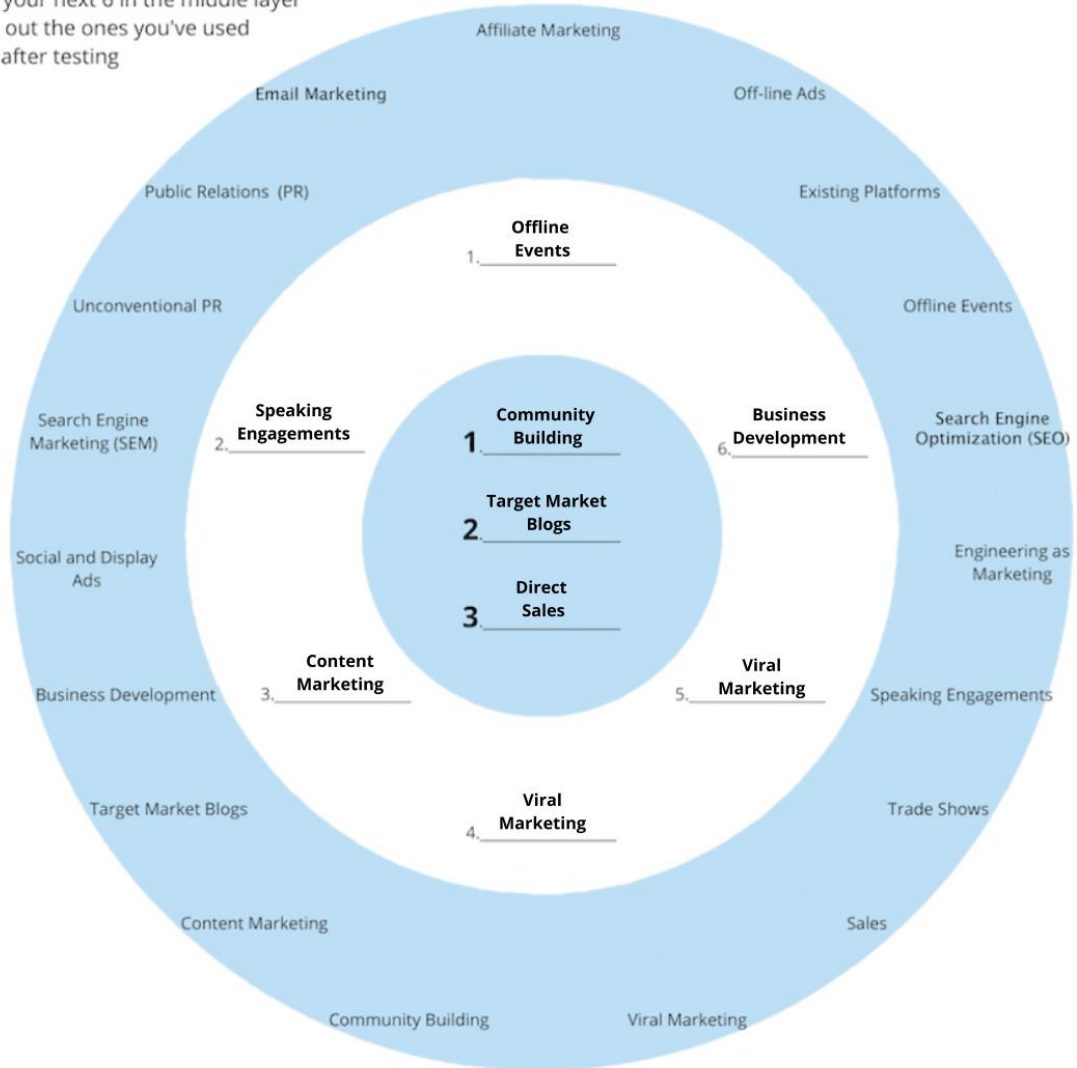 your next 6 in the middle layer
out the ones you've used
after testing
Affiliate Marketing
Email Marketing
Off-line Ads
Public Relations (PR)
Existing Platforms
Offline
Events
1.
Unconventional PR
Offline Events
Speaking
Engagements
2.
Community
Building
1.
Business
Development
6.
Search Engine
Marketing (SEM)
Search Engine
Optimization (SEO)
Target Market
Blogs
2.
Social and Display
Ads
Engineering as
Marketing
Direct
Sales
3.
Content
Marketing
3.
Viral
Marketing
5.
Business Development
Speaking Engagements
Viral
Marketing
4.
Target Market Blogs
Trade Shows
Content Marketing
Sales
Community Building
Viral Marketing